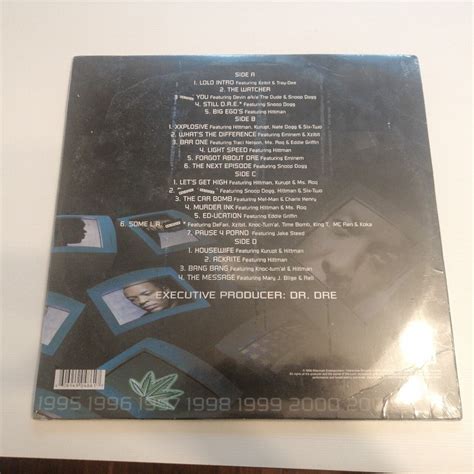 SIDE A
1. LOLO INTRO Featuring Xzibit & Tray-Dee
2. THE WATCHER
YOU Featuring Devin a/k/a The Dude & Snoop Dogg
4. STILL D.R.E.* Featuring Snoop Dogg
5. BIG EGO'S Featuring Hittman
SIDE B
1. XXPLOSIVE Featuring Hittman, Kurupt, Nate Dogg & Six-Two
2. WHAT'S THE DIFFERENCE Featuring Eminem & Xzibit
3. BAR ONE Featuring Traci Nelson, Ms. Roq & Eddie Griffin
4. LIGHT SPEED Featuring Hittman
5. FORGOT ABOUT DRE Featuring Eminem
6. THE NEXT EPISODE Featuring Snoop Dogg
SIDE C
1. LET'S GET HIGH Featuring Hittman, Kurupt & Ms. Roq
2. Featuring Snoop Dogg, Hittman & Six-Two
3. THE CAR BOMB Featuring Mel-Man & Charis Henry
4. MURDER INK Featuring Hittman & Ms. Roq
5. ED-UCATION Featuring Eddie Griffin
6. SOME L.A. Featuring DeFari, Xzibit, Knoc-Turn'al, Time Bomb, King T, MC Ren & Kokane
7. PAUSE 4 PORNO Featuring Jake Steed
SIDE D
1. HOUSEWIFE Featuring Kurupt & Hittman
2. ACKRITE Featuring Hittman
3. BANG BANG Featuring Knoc-Turn'al & Hittman
4. THE MESSAGE Featuring Mary J. Blige & Rell
EXECUTIVE PRODUCER: DR. DRE
1995 1996 1997 1998 1999 2000